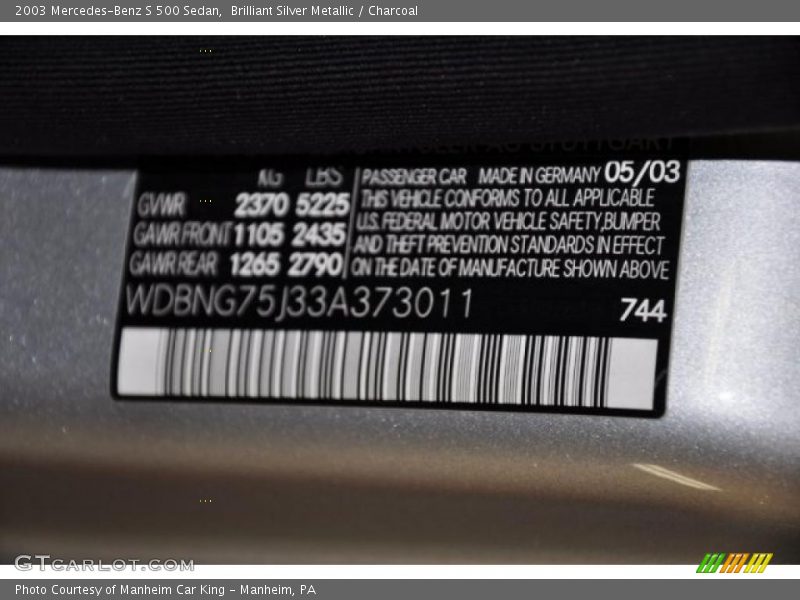 2003 Mercedes-Benz S 500 Sedan, Brilliant Silver Metallic / Charcoal
KG LBS
GVWR 2370 5225
GAWR FRONT 1105 2435
GAWR REAR 1265 2790
PASSENGER CAR MADE IN GERMANY 05/03
THIS VEHICLE CONFORMS TO ALL APPLICABLE
U.S. FEDERAL MOTOR VEHICLE SAFETY, BUMPER
AND THEFT PREVENTION STANDARDS IN EFFECT
ON THE DATE OF MANUFACTURE SHOWN ABOVE
WDBNG75J33A373011
744
GTCARLOT.COM
Photo Courtesy of Manheim Car King - Manheim, PA